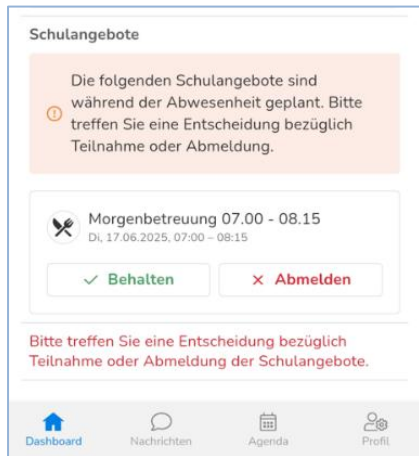 Schulangebote
Die folgenden Schulangebote sind
während der Abwesenheit geplant. Bitte
treffen Sie eine Entscheidung bezüglich
Teilnahme oder Abmeldung.
Morgenbetreuung 07.00 - 08.15
Di, 17.06.2025, 07:00 – 08:15
Behalten
Abmelden
Bitte treffen Sie eine Entscheidung bezüglich
Teilnahme oder Abmeldung der Schulangebote.
Dashboard
Nachrichten
Agenda
Profil